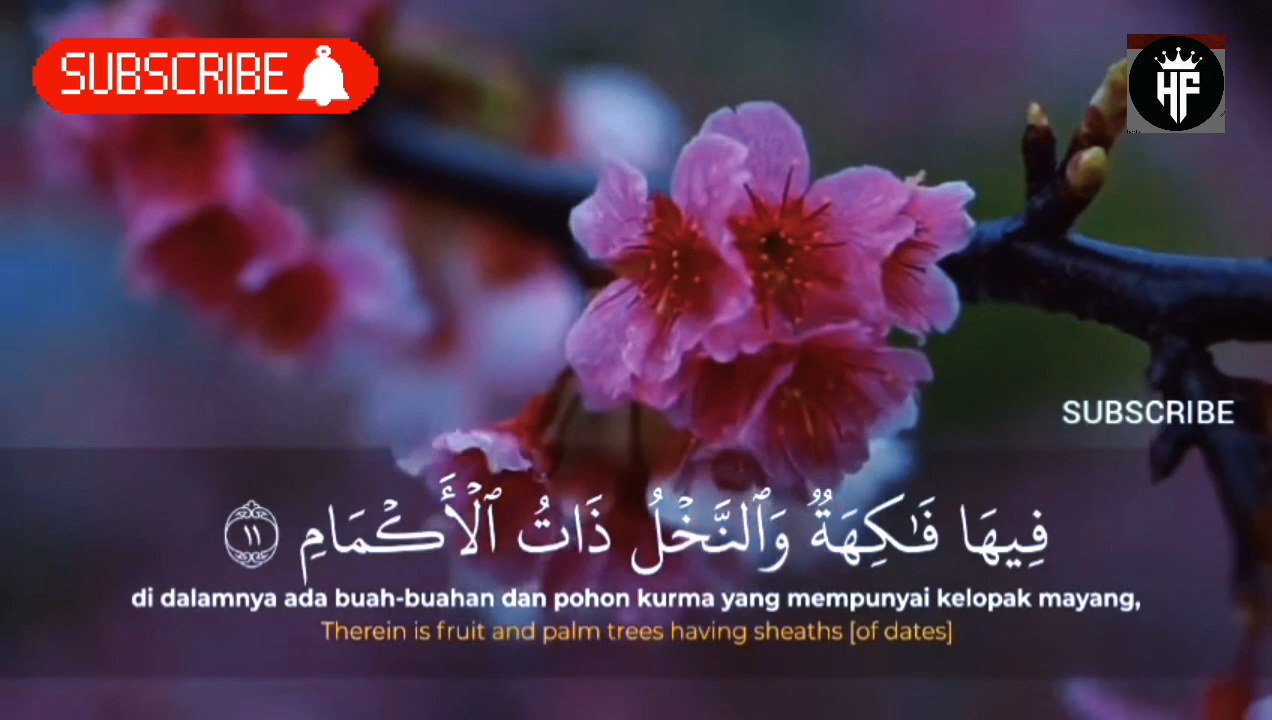 SUBSCRIBE
HF
SUBSCRIBE
فِيهَا فَـٰكِهَةٌ وَٱلنَّخْلُ ذَاتُ ٱلْأَكْمَامِ ١١
di dalamnya ada buah-buahan dan pohon kurma yang mempunyai kelopak mayang,
Therein is fruit and palm trees having sheaths [of dates]